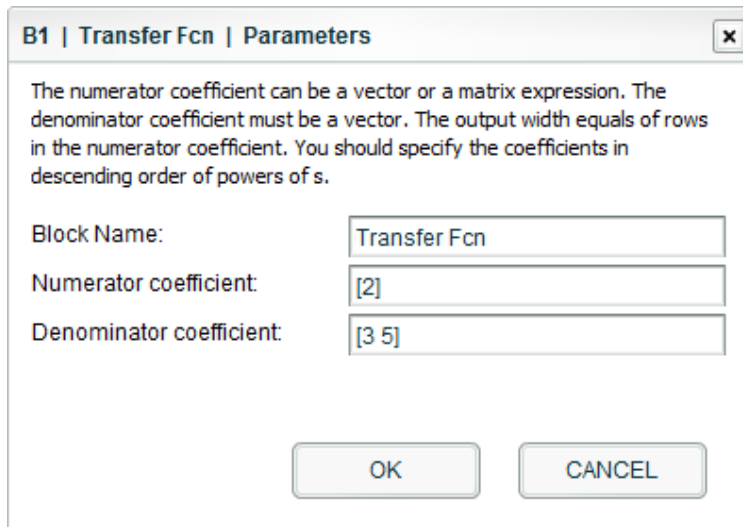 B1 | Transfer Fcn | Parameters
The numerator coefficient can be a vector or a matrix expression. The
denominator coefficient must be a vector. The output width equals of rows
in the numerator coefficient. You should specify the coefficients in
descending order of powers of s.
Block Name: Transfer Fcn
Numerator coefficient: [2]
Denominator coefficient: [3 5]
OK CANCEL